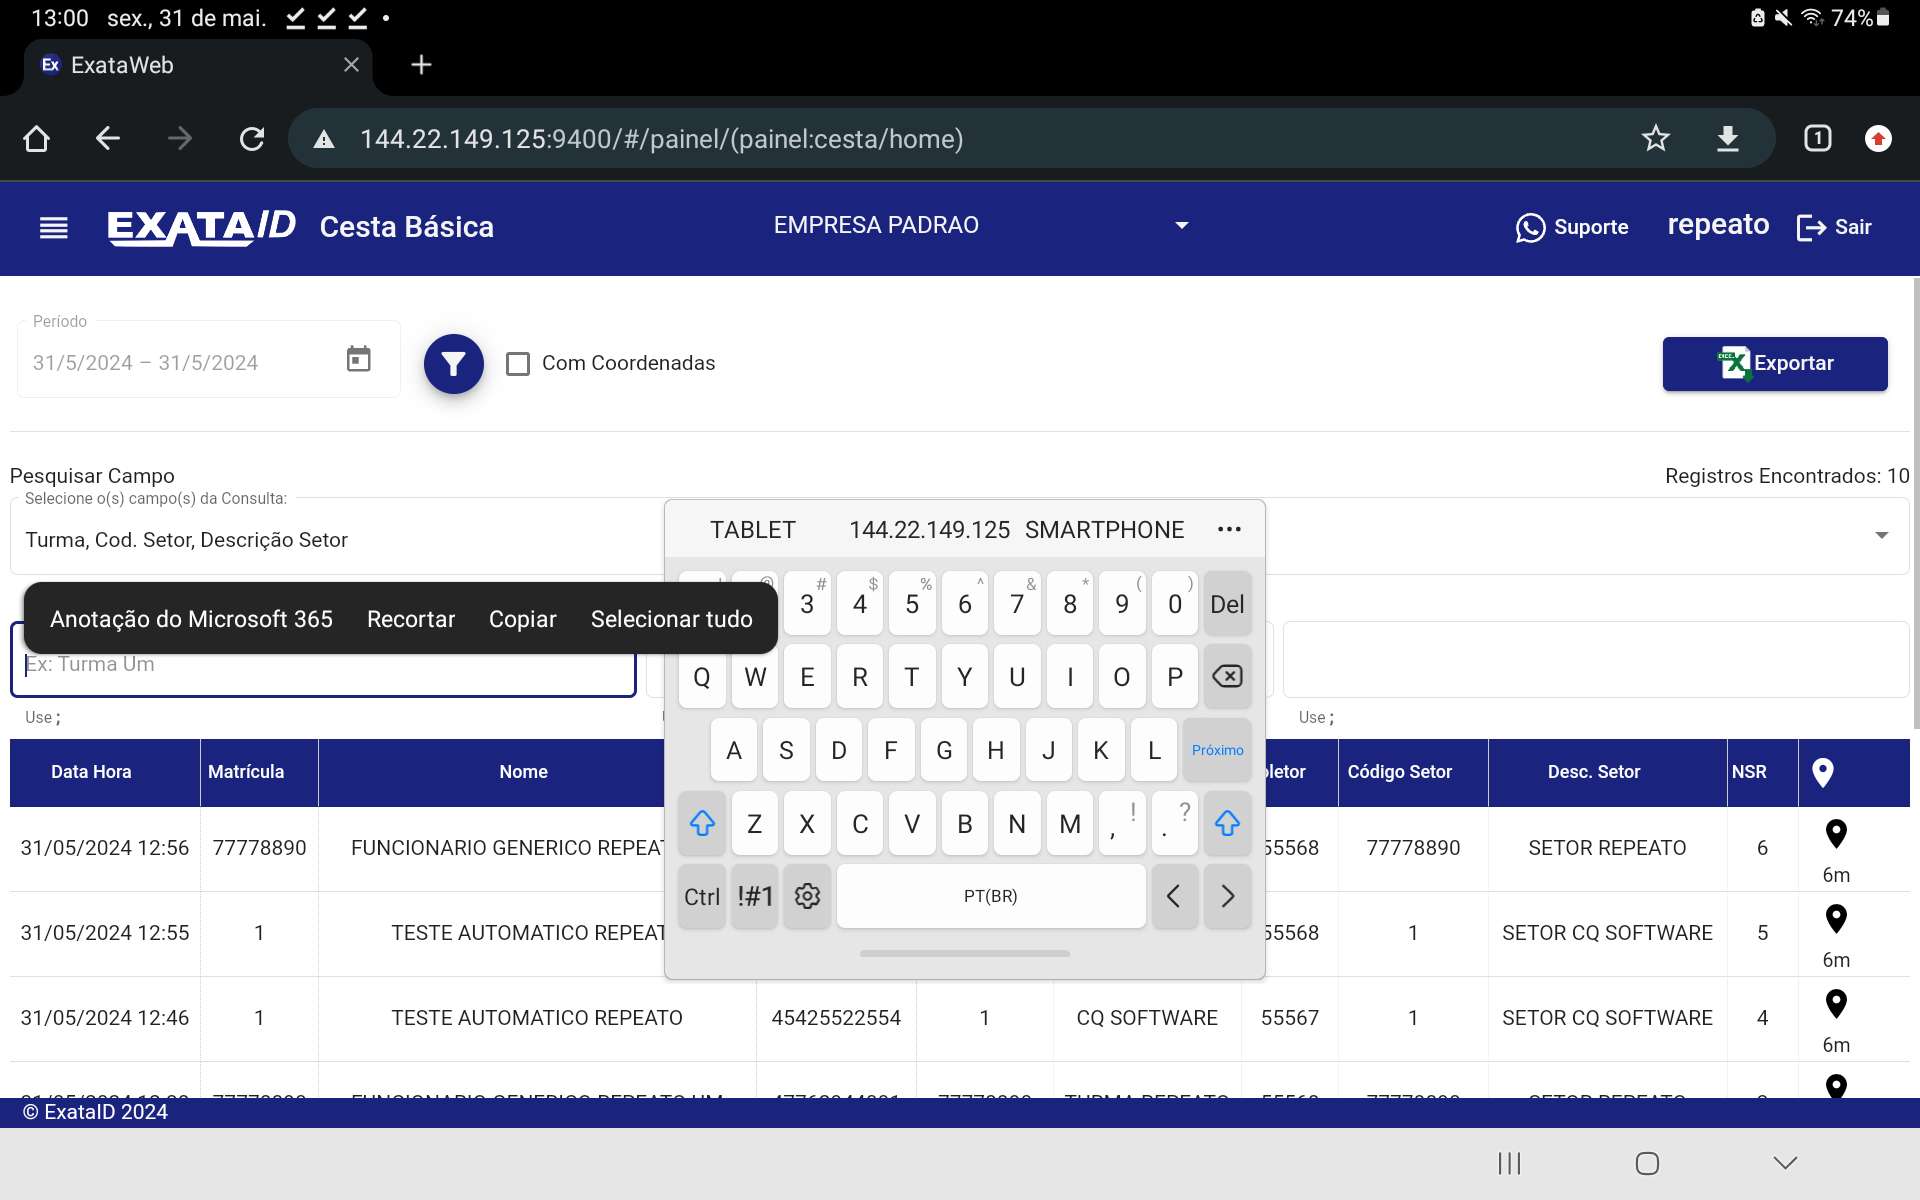 13:00 sex., 31 de mai.
74%
Ex ExataWeb
144.22.149.125:9400/#/painel/(painel:cesta/home)
1
EXATAID Cesta Básica EMPRESA PADRAO Suporte repeato Sair
Período
31/5/2024 – 31/5/2024 Com Coordenadas Exportar
Pesquisar Campo Registros Encontrados: 10
Selecione o(s) campo(s) da Consulta:
Turma, Cod. Setor, Descrição Setor
TABLET 144.22.149.125 SMARTPHONE
Anotação do Microsoft 365 Recortar Copiar Selecionar tudo
# $ % ^ & * ( )
3 4 5 6 7 8 9 0 Del
Ex: Turma Um
Q W E R T Y U I O P
Use ; Use ;
A S D F G H J K L Próximo
Data Hora Matrícula Nome Código Setor Desc. Setor NSR
Z X C V B N M , ! . ?
31/05/2024 12:56 77778890 FUNCIONARIO GENERICO 77778890 SETOR REPEATO 6
6m
Ctrl !#1 PT(BR) < >
31/05/2024 12:55 1 TESTE AUTOMATICO 1 SETOR CQ SOFTWARE 5
6m
31/05/2024 12:46 1 TESTE AUTOMATICO REPEATO 45425522554 1 CQ SOFTWARE 55567 1 SETOR CQ SOFTWARE 4
6m
© ExataID 2024